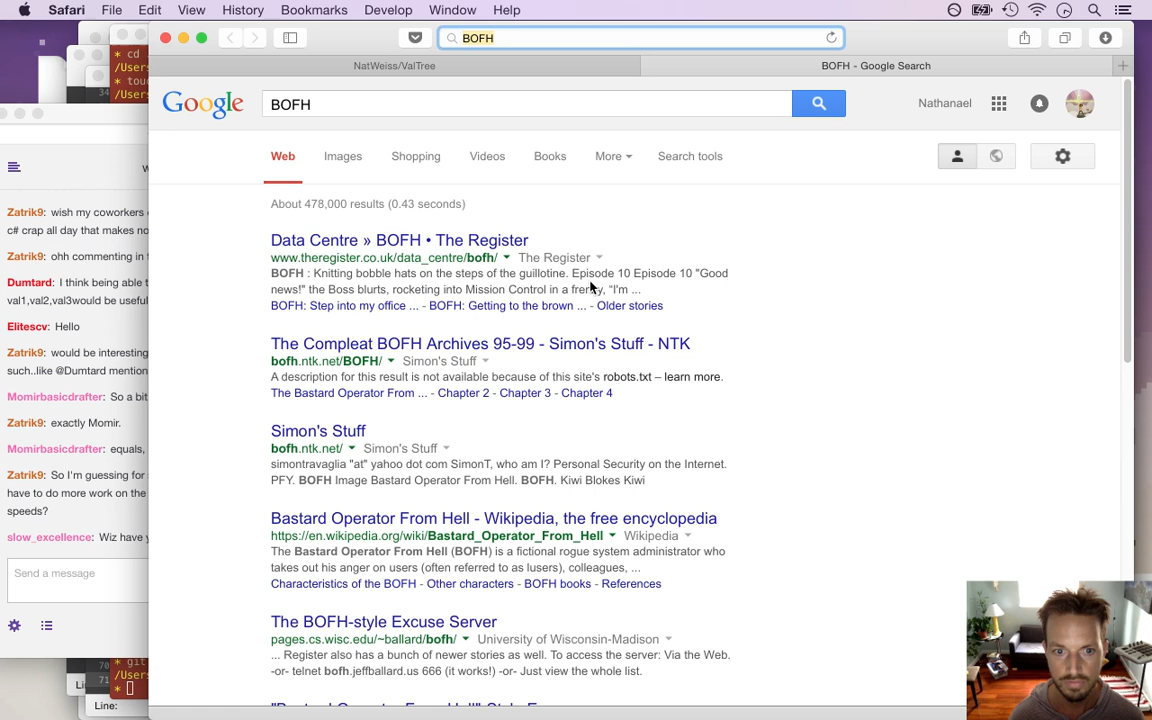 Safari File Edit View History Bookmarks Develop Window Help
BOFH
NatWeiss/ValTree
BOFH - Google Search
Google
BOFH
Nathanael
Web Images Shopping Videos Books More Search tools
About 478,000 results (0.43 seconds)
Data Centre » BOFH • The Register
www.theregister.co.uk/data_centre/bofh/ The Register
BOFH : Knitting bobble hats on the steps of the guillotine. Episode 10 Episode 10 "Good
news!" the Boss blurts, rocketing into Mission Control in a frenzy, "I'm ...
BOFH: Step into my office ... - BOFH: Getting to the brown ... - Older stories
The Compleat BOFH Archives 95-99 - Simon's Stuff - NTK
bofh.ntk.net/BOFH/ Simon's Stuff
A description for this result is not available because of this site's robots.txt – learn more.
The Bastard Operator From ... - Chapter 2 - Chapter 3 - Chapter 4
Simon's Stuff
bofh.ntk.net/ Simon's Stuff
simontravaglia "at" yahoo dot com SimonT, who am I? Personal Security on the Internet.
PFY. BOFH Image Bastard Operator From Hell. BOFH. Kiwi Blokes Kiwi
Bastard Operator From Hell - Wikipedia, the free encyclopedia
https://en.wikipedia.org/wiki/Bastard_Operator_From_Hell Wikipedia
The Bastard Operator From Hell (BOFH) is a fictional rogue system administrator who
takes out his anger on users (often referred to as lusers), colleagues, ...
Characteristics of the BOFH - Other characters - BOFH books - References
The BOFH-style Excuse Server
pages.cs.wisc.edu/~ballard/bofh/ University of Wisconsin-Madison
... Register also has a bunch of newer stories as well. To access the server: Via the Web.
-or- telnet bofh.jeffballard.us 666 (it works!) -or- Just view the whole list.
* cd
/Users
* touc
/Users
34
Zatrik9: wish my coworkers
c# crap all day that makes no
Zatrik9: ohh commenting in
Dumtard: I think being able
val1,val2,val3would be useful
Elitescv: Hello
Zatrik9: would be interesting
such..like @Dumtard mention
Momirbasicdrafter: So a bit
Zatrik9: exactly Momir.
Momirbasicdrafter: equals,
Zatrik9: So I'm guessing for
have to do more work on the
speeds?
slow_excellence: Wiz have
Send a message
70
71
* git
/Users
*
Line: